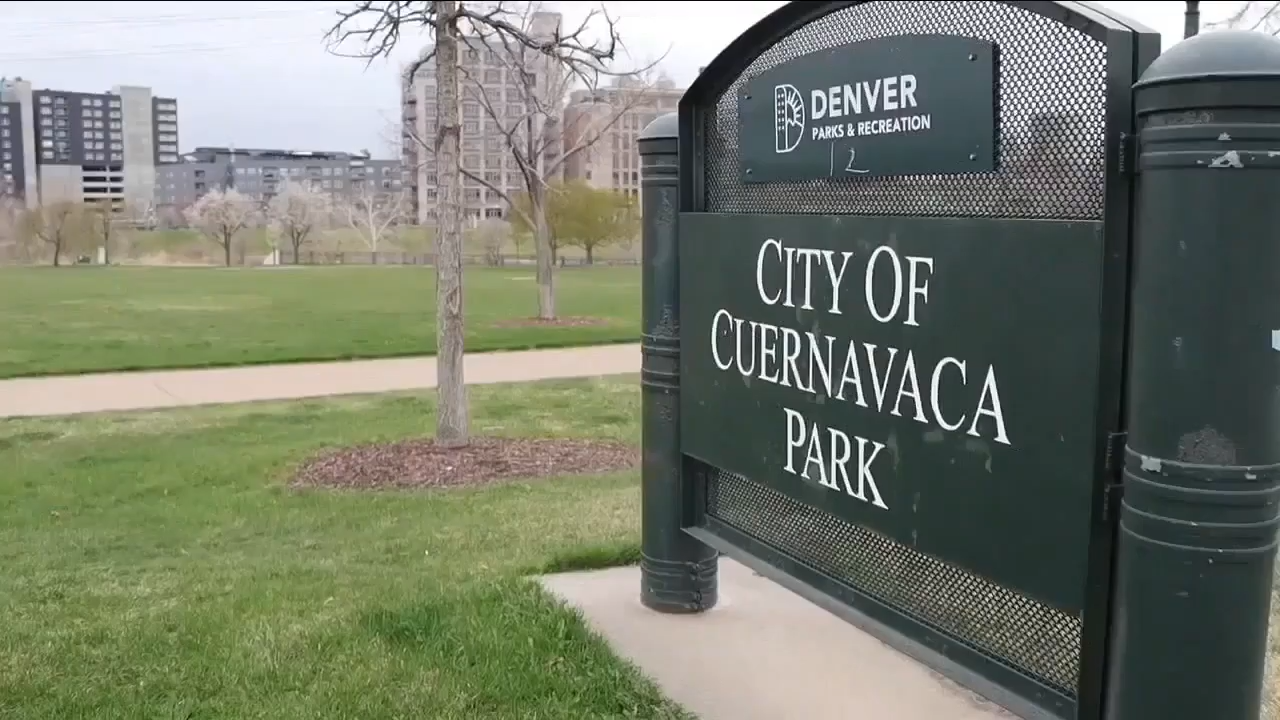 DENVER
PARKS & RECREATION
12
CITY OF
CUERNAVACA
PARK